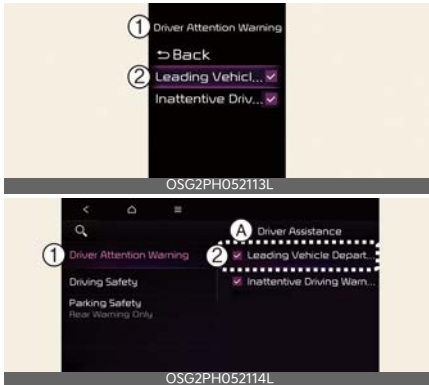 ① Driver Attention Warning
Back
② Leading Vehicl...
Inattentive Driv...
OSG2PH052113L
A Driver Assistance
① Driver Attention Warning
② Leading Vehicle Depart...
Driving Safety
Inattentive Driving Warn...
Parking Safety
Rear Warning Only
OSG2PH052114L